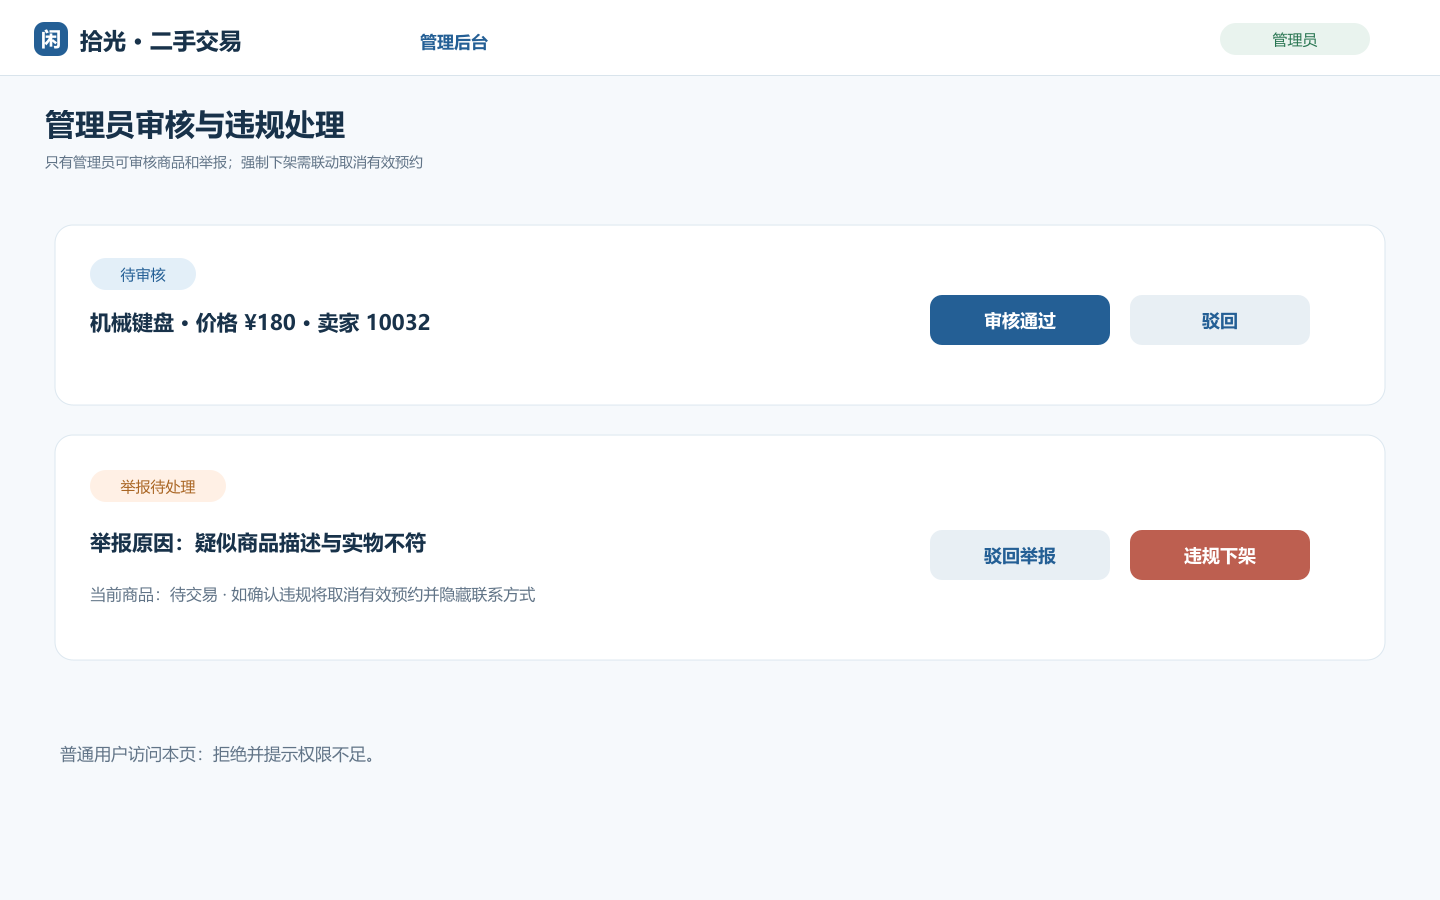 闲 拾光 • 二手交易
管理后台
管理员
管理员审核与违规处理
只有管理员可审核商品和举报；强制下架需联动取消有效预约
待审核
机械键盘 • 价格 ¥180 • 卖家 10032
审核通过
驳回
举报待处理
举报原因：疑似商品描述与实物不符
当前商品：待交易 · 如确认违规将取消有效预约并隐藏联系方式
驳回举报
违规下架
普通用户访问本页：拒绝并提示权限不足。